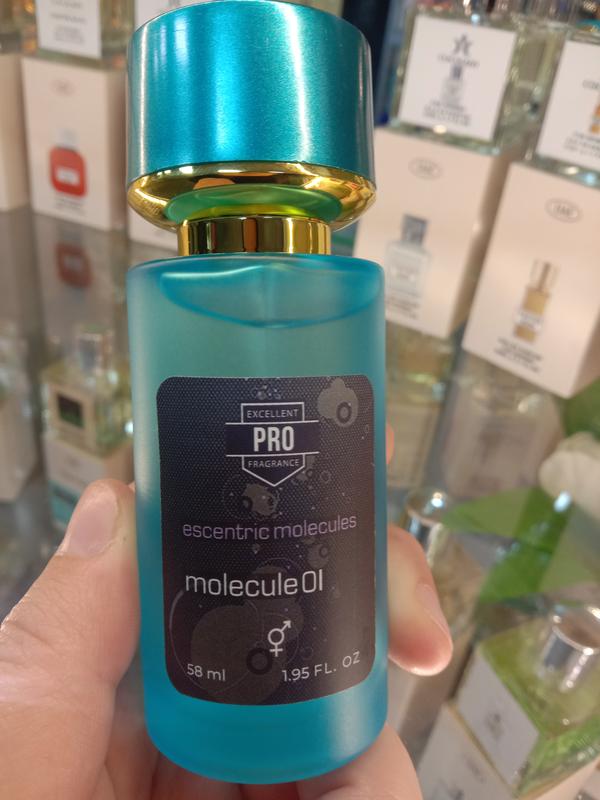 EXCELLENT
PRO
FRAGRANCE
escentric molecules
molecule 01
58 ml
1.95 FL. OZ